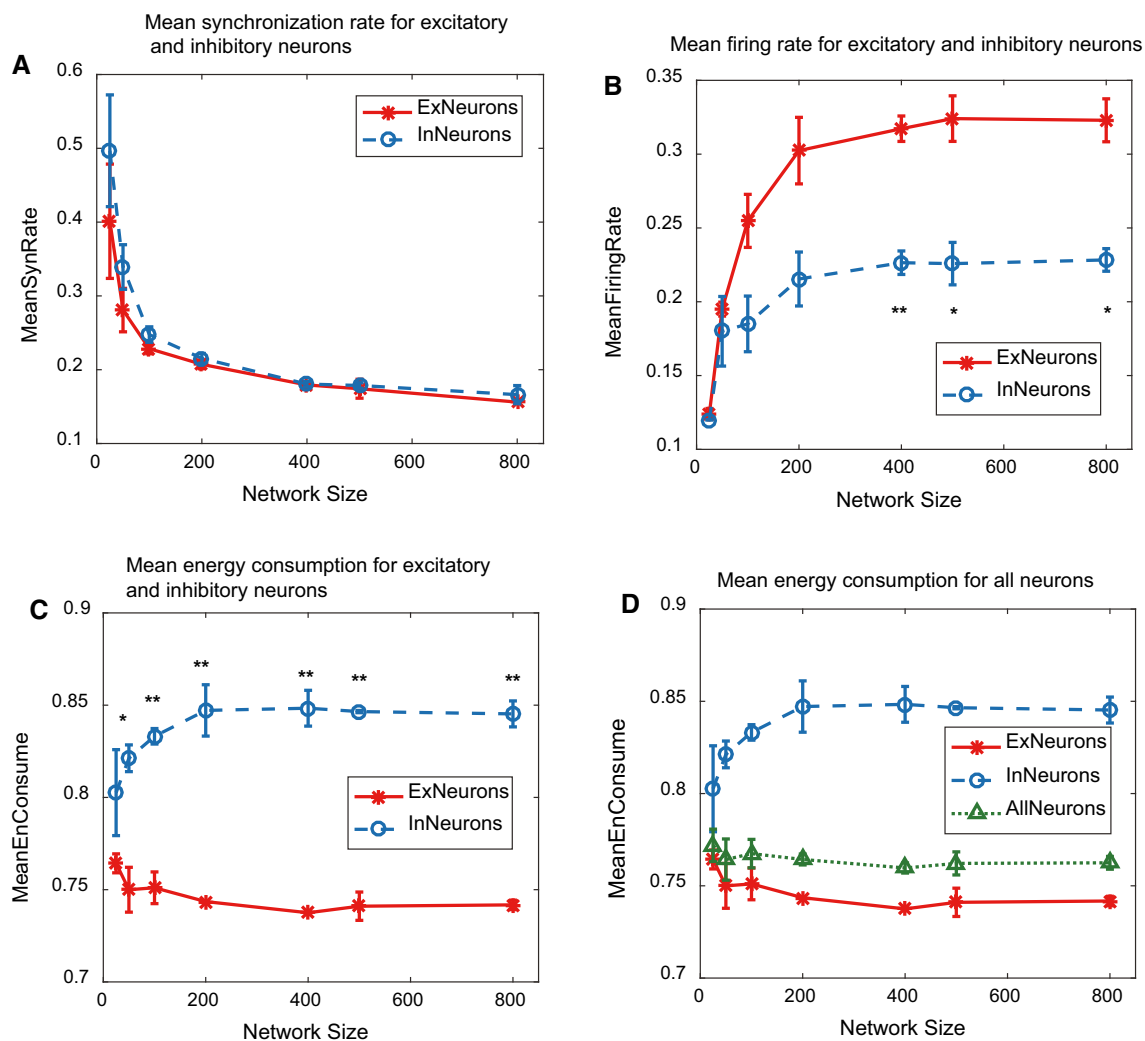 Mean synchronization rate for excitatory
and inhibitory neurons
A
0.6
0.5
0.4
0.3
0.2
0.1
MeanSynRate
ExNeurons
InNeurons
0 200 400 600 800
Network Size
Mean firing rate for excitatory and inhibitory neurons
B
0.35
0.3
0.25
0.2
0.15
0.1
MeanFiringRate
** * *
ExNeurons
InNeurons
0 200 400 600 800
Network Size
Mean energy consumption for excitatory
and inhibitory neurons
C
0.9
0.85
0.8
0.75
0.7
MeanEnConsume
* ** ** ** ** **
ExNeurons
InNeurons
0 200 400 600 800
Network Size
Mean energy consumption for all neurons
D
0.9
0.85
0.8
0.75
0.7
MeanEnConsume
ExNeurons
InNeurons
AllNeurons
0 200 400 600 800
Network Size